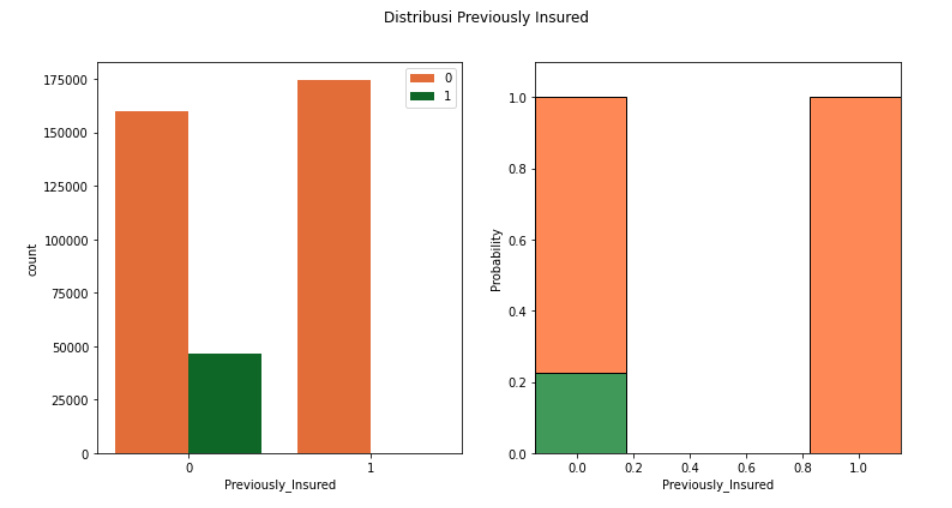 Distribusi Previously Insured
175000
150000
125000
100000
75000
50000
25000
0
count
0 1
Previously_Insured
0
1
1.0
0.8
0.6
0.4
0.2
0.0
Probability
0.0 0.2 0.4 0.6 0.8 1.0
Previously_Insured